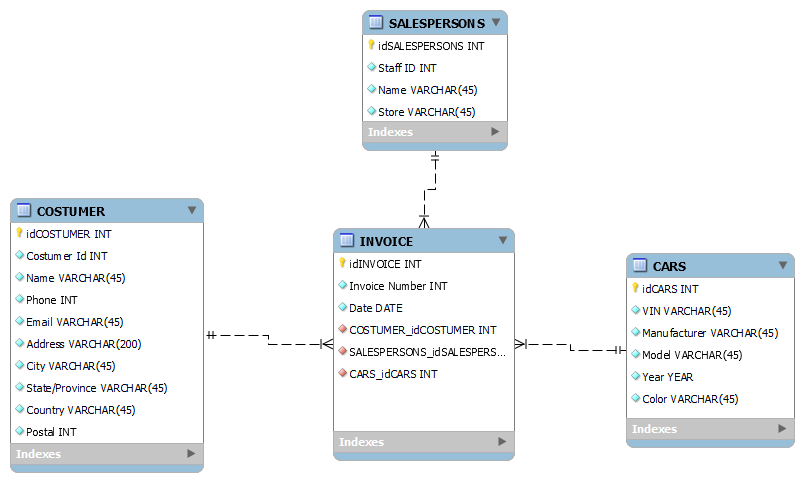 SALESPERSONS
idSALESPERSONS INT
Staff ID INT
Name VARCHAR(45)
Store VARCHAR(45)
Indexes
COSTUMER
idCOSTUMER INT
Costumer Id INT
Name VARCHAR(45)
Phone INT
Email VARCHAR(45)
Address VARCHAR(200)
City VARCHAR(45)
State/Province VARCHAR(45)
Country VARCHAR(45)
Postal INT
Indexes
INVOICE
idINVOICE INT
Invoice Number INT
Date DATE
COSTUMER_idCOSTUMER INT
SALESPERSONS_idSALESPERS...
CARS_idCARS INT
Indexes
CARS
idCARS INT
VIN VARCHAR(45)
Manufacturer VARCHAR(45)
Model VARCHAR(45)
Year YEAR
Color VARCHAR(45)
Indexes